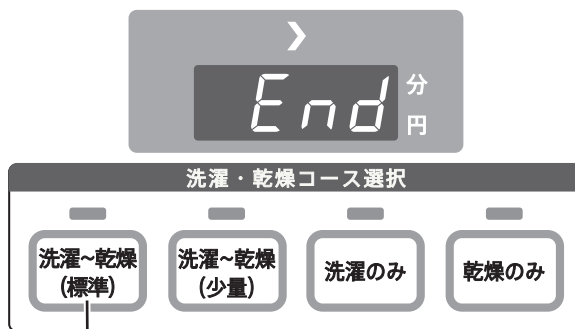 End
分
円
洗濯・乾燥コース選択
洗濯~乾燥
(標準)
洗濯~乾燥
(少量)
洗濯のみ
乾燥のみ